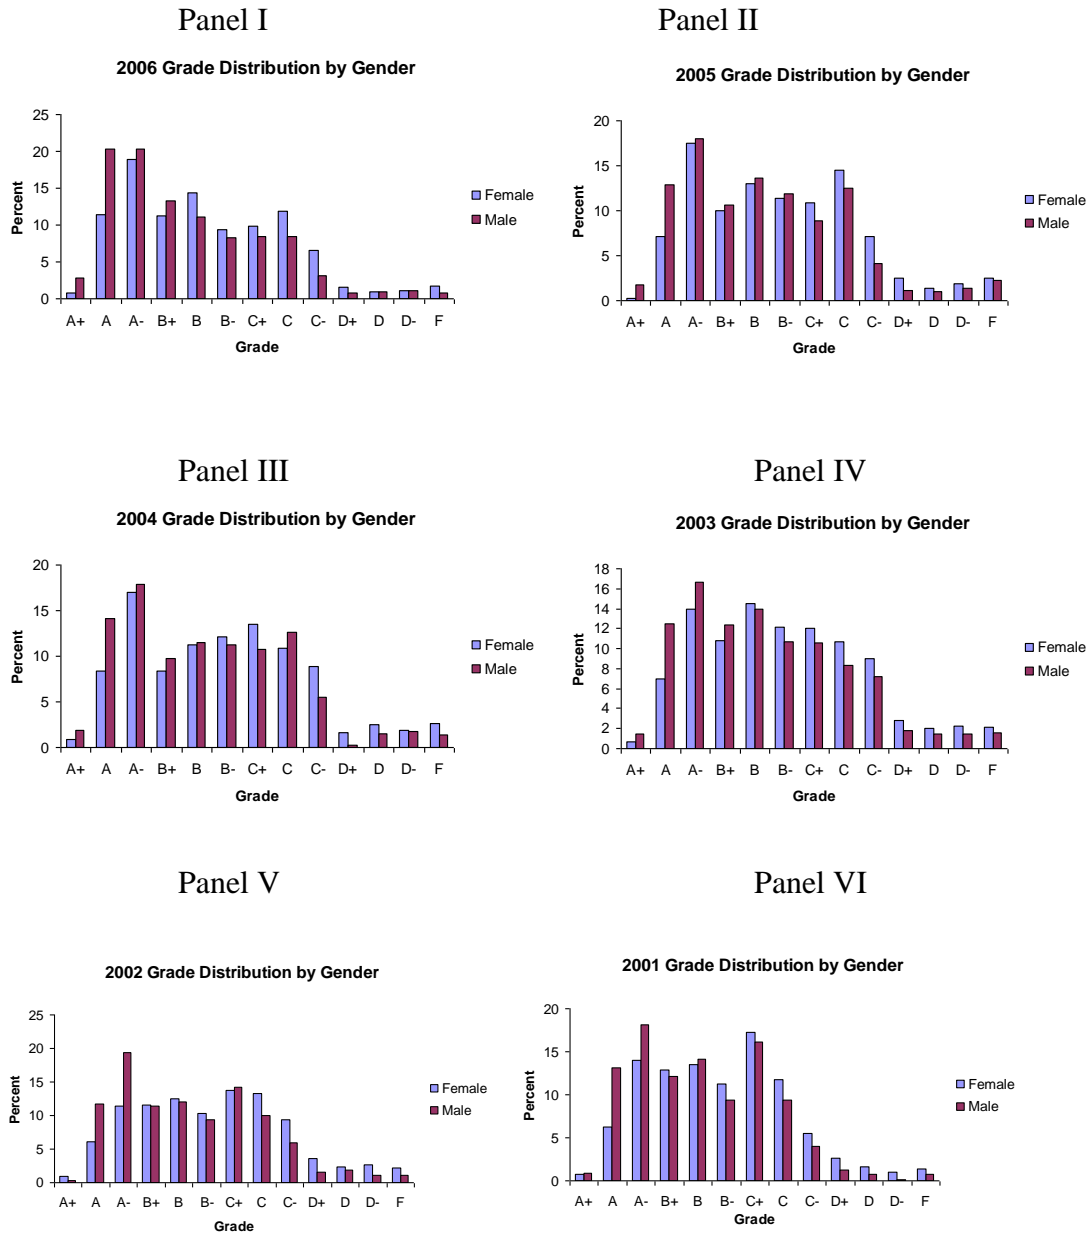 Panel I
Panel II
2006 Grade Distribution by Gender
25
20
15
10
5
0
Percent
A+ A A- B+ B B- C+ C C- D+ D D- F
Grade
Female
Male
2005 Grade Distribution by Gender
20
15
10
5
0
Percent
A+ A A- B+ B B- C+ C C- D+ D D- F
Grade
Female
Male
Panel III
Panel IV
2004 Grade Distribution by Gender
20
15
10
5
0
Percent
A+ A A- B+ B B- C+ C C- D+ D D- F
Grade
Female
Male
2003 Grade Distribution by Gender
18
16
14
12
10
8
6
4
2
0
Percent
A+ A A- B+ B B- C+ C C- D+ D D- F
Grade
Female
Male
Panel V
Panel VI
2002 Grade Distribution by Gender
25
20
15
10
5
0
Percent
A+ A A- B+ B B- C+ C C- D+ D D- F
Grade
Female
Male
2001 Grade Distribution by Gender
20
15
10
5
0
Percent
A+ A A- B+ B B- C+ C C- D+ D D- F
Grade
Female
Male